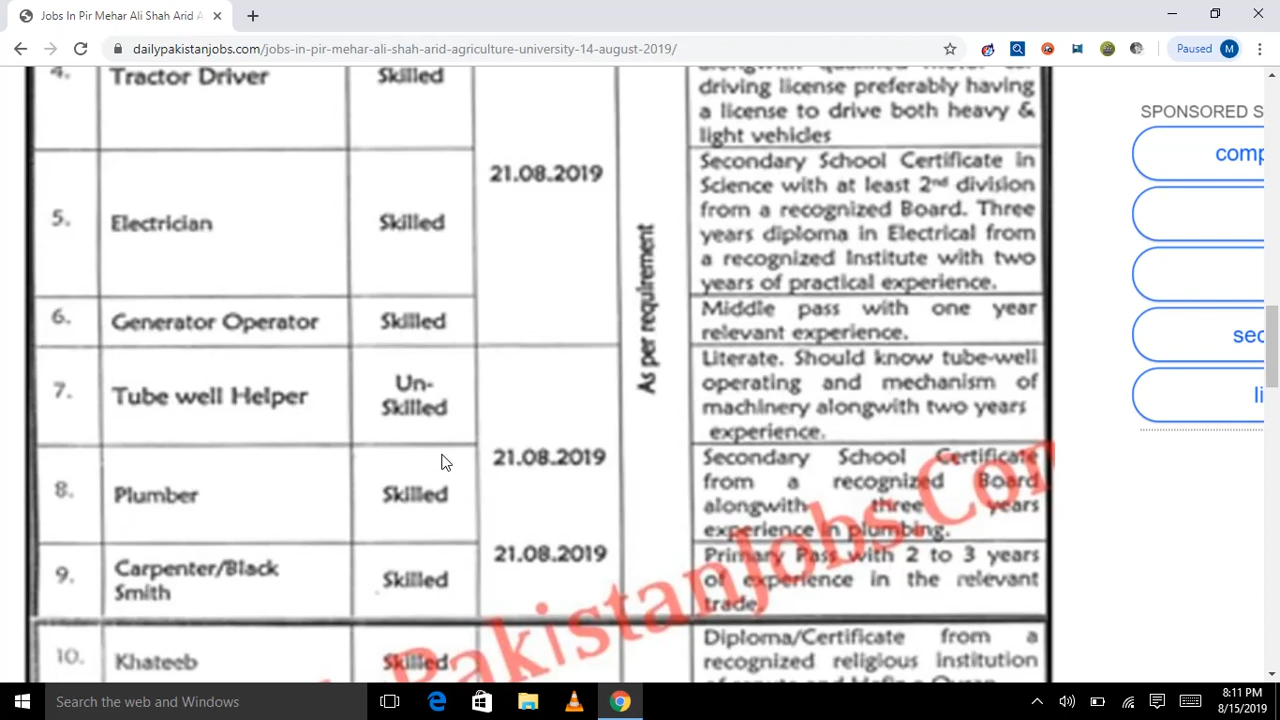 Jobs In Pir Mehar Ali Shah Arid A
dailypakistanjobs.com/jobs-in-pir-mehar-ali-shah-arid-agriculture-university-14-august-2019/
Paused M
4. Tractor Driver Skilled
driving license preferably having
a license to drive both heavy &
light vehicles
21.08.2019
5. Electrician Skilled
Secondary School Certificate in
Science with at least 2nd division
from a recognized Board. Three
years diploma in Electrical from
a recognized Institute with two
years of practical experience.
As per requirement
6. Generator Operator Skilled
Middle pass with one year
relevant experience.
7. Tube well Helper
Un-
Skilled
Literate. Should know tube-well
operating and mechanism of
machinery alongwith two years
experience.
21.08.2019
8. Plumber Skilled
Secondary School Certificate
from a recognized Board
alongwith three years
experience in plumbing.
21.08.2019
9. Carpenter/Black
Smith
Skilled
Primary Pass with 2 to 3 years
of experience in the relevant
trade.
10. Khateeb Skilled
Diploma/Certificate from a
recognized religious institution
PakistanJobs.Com
SPONSORED S
comp
sec
li
Search the web and Windows
8:11 PM
8/15/2019